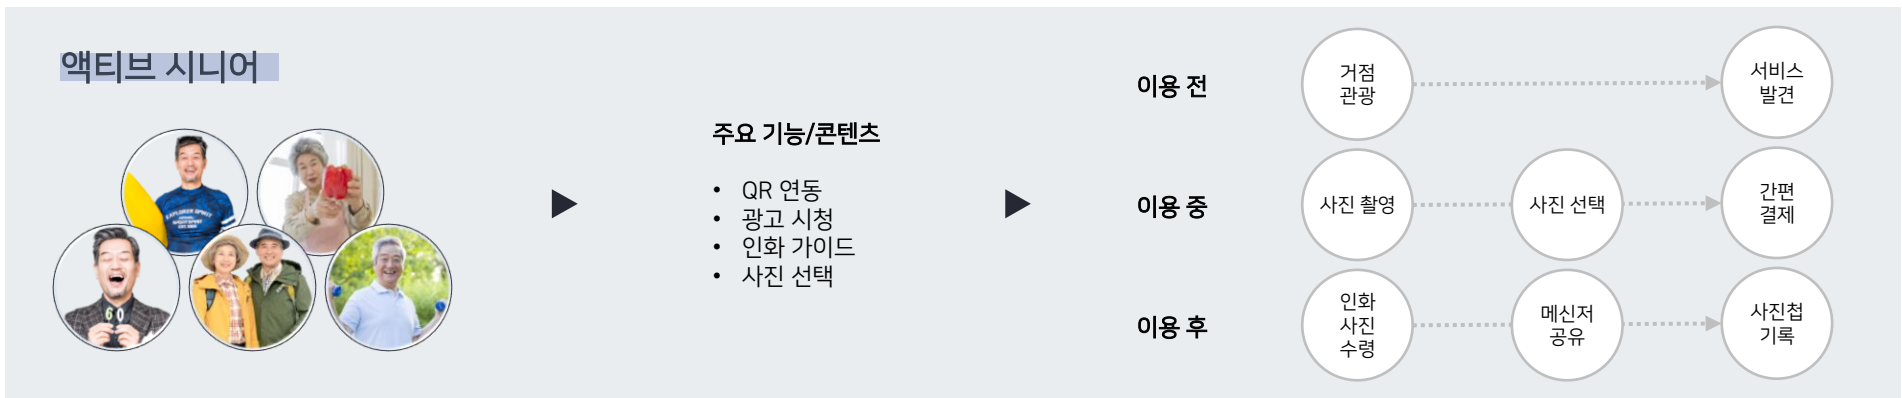 액티브 시니어
60
주요 기능/콘텐츠
• QR 연동
• 광고 시청
• 인화 가이드
• 사진 선택
이용 전
거점
관광
서비스
발견
이용 중
사진 촬영
사진 선택
간편
결제
이용 후
인화
사진
수령
메신저
공유
사진첩
기록